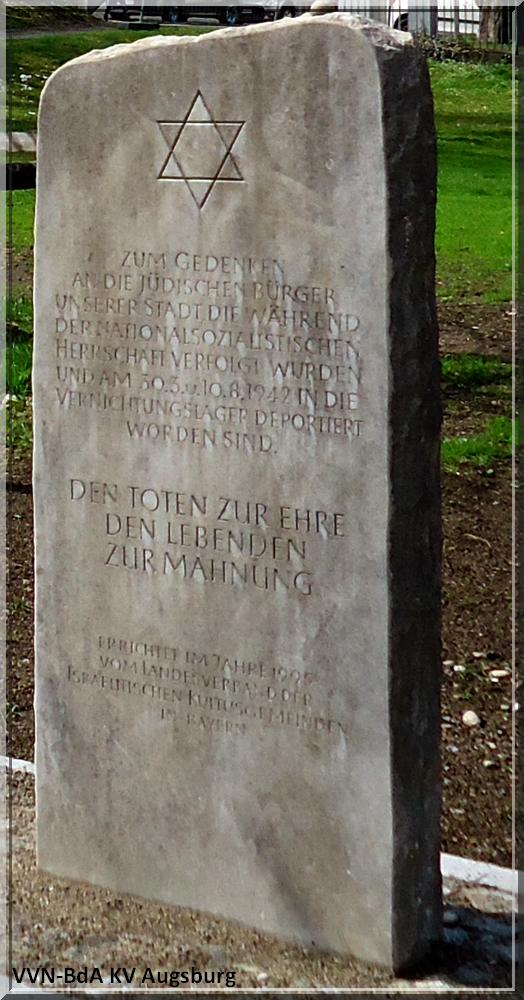 ZUM GEDENKEN
AN DIE JÜDISCHEN BÜRGER
UNSERER STADT DIE WÄHREND
DER NATIONALSOZIALISTISCHEN
HERRSCHAFT VERFOLGT WURDEN
UND AM 30.3.U.10.8.1942 IN DIE
VERNICHTUNGSLAGER DEPORTIERT
WORDEN SIND.
DEN TOTEN ZUR EHRE
DEN LEBENDEN
ZUR MAHNUNG
ERRICHTET IM JAHRE
VOM LANDESVERBAND DER
ISRAELITISCHEN KULTUSGEMEINDEN
IN BAYERN
VVN-BdA KV Augsburg